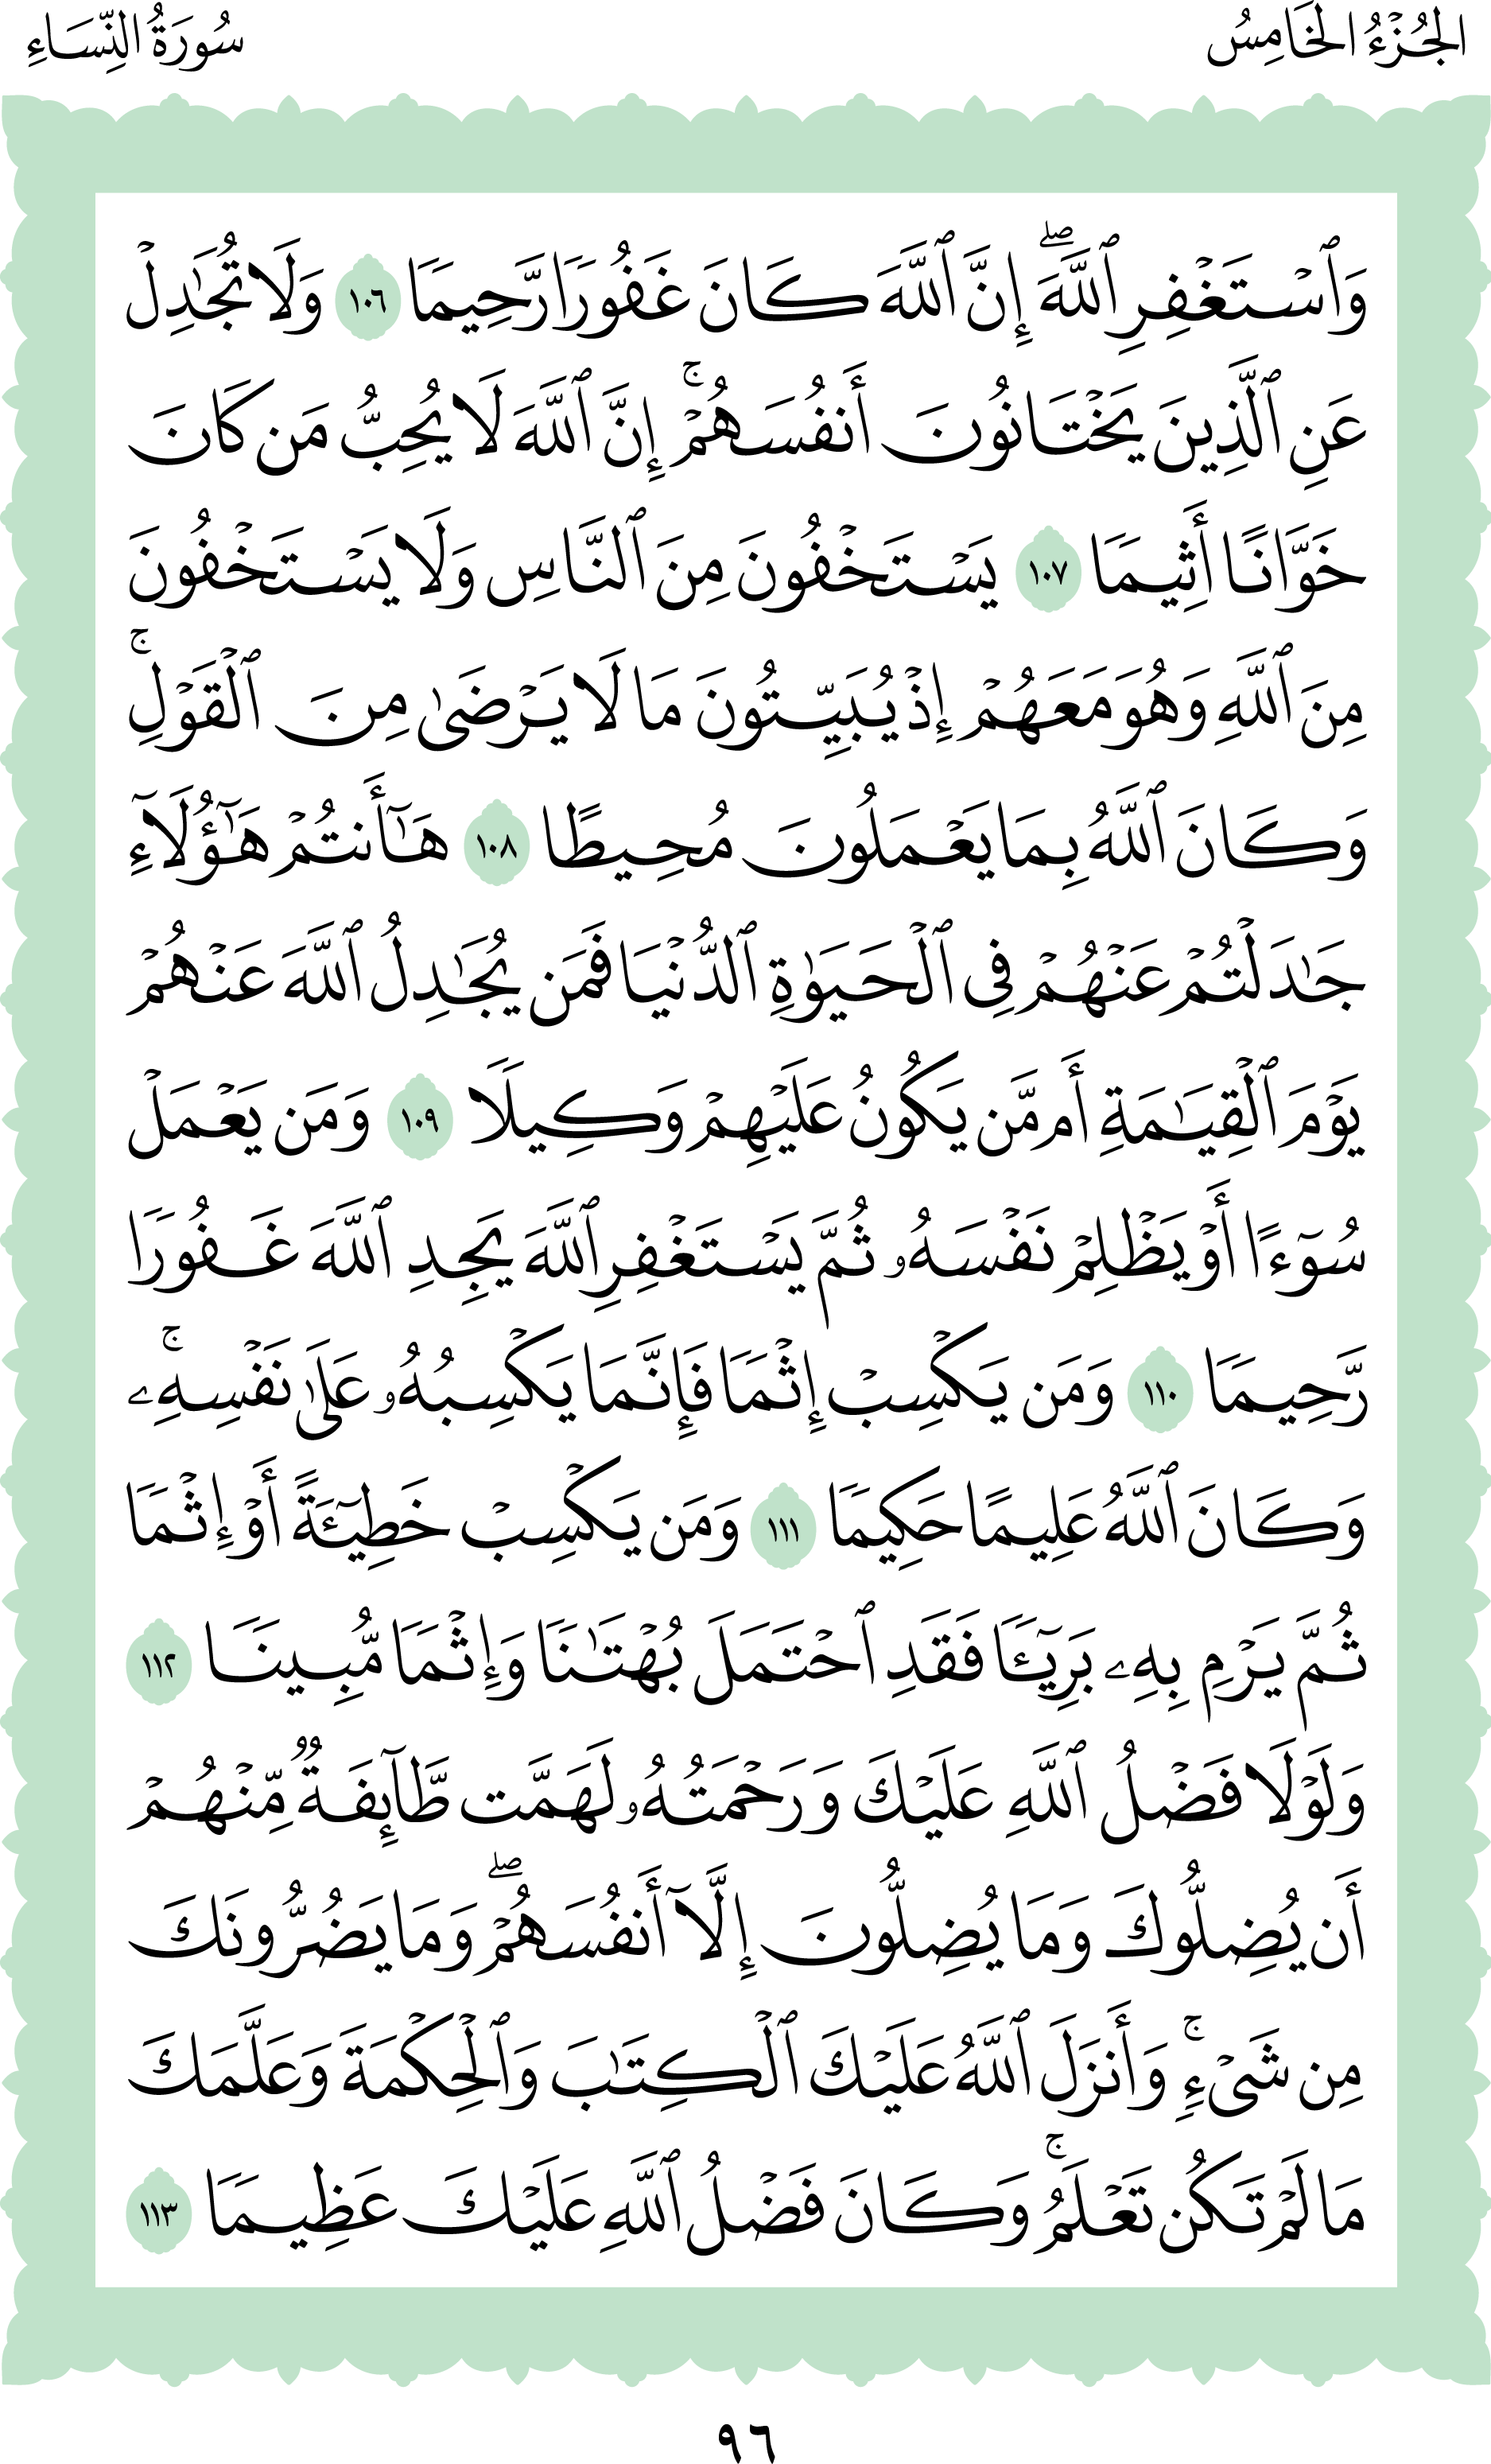 الجُزْءُ الخَامِسُ
سُورَةُ النِّسَاءِ
وَٱسۡتَغۡفِرِ ٱللَّهَۖ إِنَّ ٱللَّهَ كَانَ غَفُورٗا رَّحِيمٗا ١٠٦ وَلَا تُجَٰدِلۡ
عَنِ ٱلَّذِينَ يَخۡتَانُونَ أَنفُسَهُمۡۚ إِنَّ ٱللَّهَ لَا يُحِبُّ مَن كَانَ
خَوَّانًا أَثِيمٗا ١٠٧ يَسۡتَخۡفُونَ مِنَ ٱلنَّاسِ وَلَا يَسۡتَخۡفُونَ
مِنَ ٱللَّهِ وَهُوَ مَعَهُمۡ إِذۡ يُبَيِّتُونَ مَا لَا يَرۡضَىٰ مِنَ ٱلۡقَوۡلِۚ
وَكَانَ ٱللَّهُ بِمَا يَعۡمَلُونَ مُحِيطًا ١٠٨ هَٰٓأَنتُمۡ هَٰٓؤُلَآءِ
جَٰدَلۡتُمۡ عَنۡهُمۡ فِي ٱلۡحَيَوٰةِ ٱلدُّنۡيَا فَمَن يُجَٰدِلُ ٱللَّهَ عَنۡهُمۡ
يَوۡمَ ٱلۡقِيَٰمَةِ أَم مَّن يَكُونُ عَلَيۡهِمۡ وَكِيلٗا ١٠٩ وَمَن يَعۡمَلۡ
سُوٓءًا أَوۡ يَظۡلِمۡ نَفۡسَهُۥ ثُمَّ يَسۡتَغۡفِرِ ٱللَّهَ يَجِدِ ٱللَّهَ غَفُورٗا
رَّحِيمٗا ١١٠ وَمَن يَكۡسِبۡ إِثۡمٗا فَإِنَّمَا يَكۡسِبُهُۥ عَلَىٰ نَفۡسِهِۦۚ
وَكَانَ ٱللَّهُ عَلِيمًا حَكِيمٗا ١١١ وَمَن يَكۡسِبۡ خَطِيٓـَٔةً أَوۡ إِثۡمٗا
ثُمَّ يَرۡمِ بِهِۦ بَرِيٓـٔٗا فَقَدِ ٱحۡتَمَلَ بُهۡتَٰنٗا وَإِثۡمٗا مُّبِينٗا ١١٢
وَلَوۡلَا فَضۡلُ ٱللَّهِ عَلَيۡكَ وَرَحۡمَتُهُۥ لَهَمَّت طَّآئِفَةٞ مِّنۡهُمۡ
أَن يُضِلُّوكَ وَمَا يُضِلُّونَ إِلَّآ أَنفُسَهُمۡۖ وَمَا يَضُرُّونَكَ
مِن شَيۡءٖۚ وَأَنزَلَ ٱللَّهُ عَلَيۡكَ ٱلۡكِتَٰبَ وَٱلۡحِكۡمَةَ وَعَلَّمَكَ
مَا لَمۡ تَكُن تَعۡلَمُۚ وَكَانَ فَضۡلُ ٱللَّهِ عَلَيۡكَ عَظِيمٗا ١١٣
٩٦